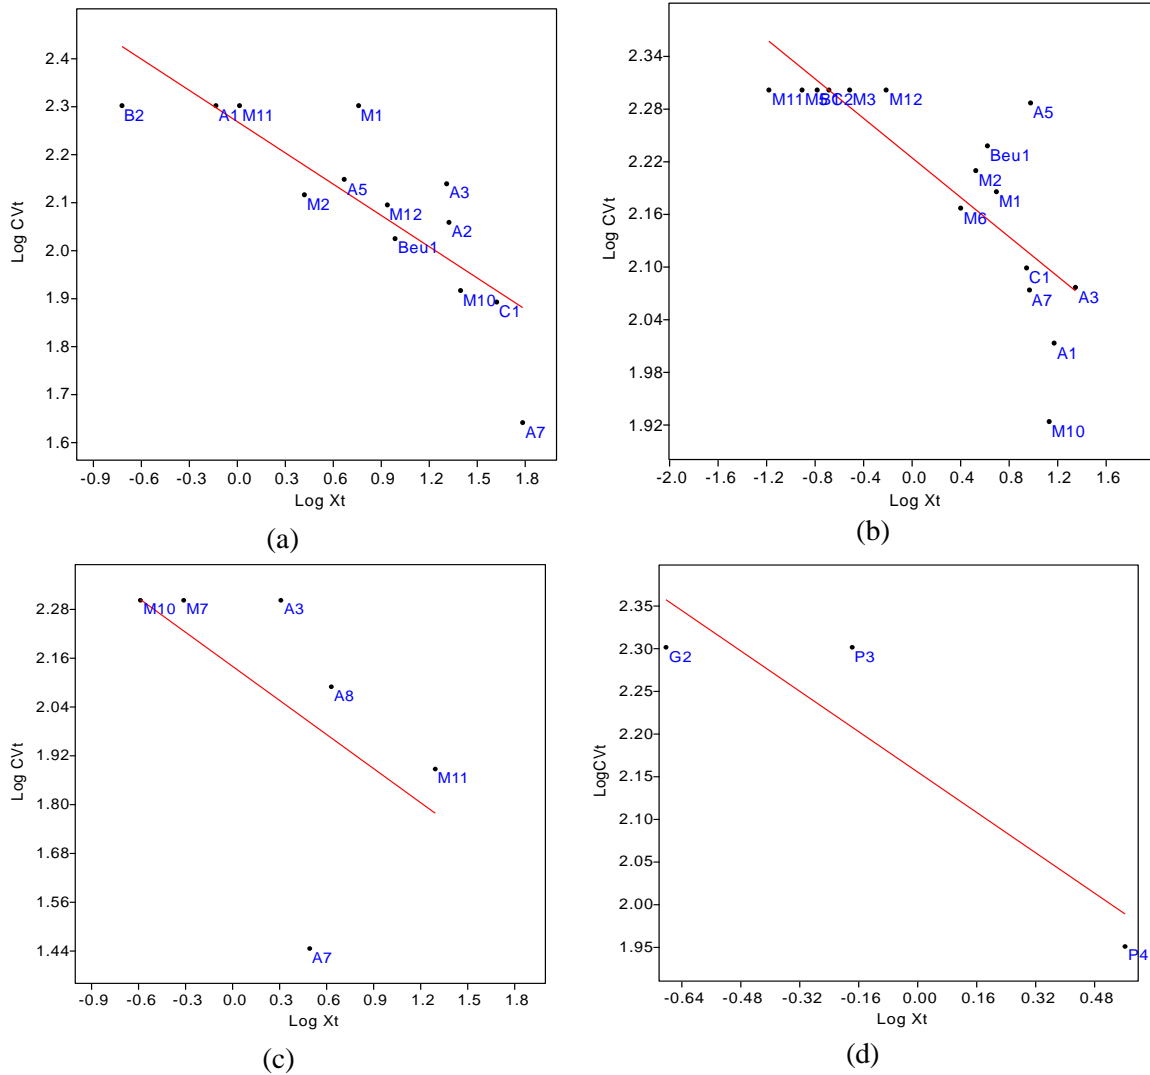 2.4
2.3
2.2
2.1
2.0
1.9
1.8
1.7
1.6
Log CVt
B2
A1
M11
M1
M2
A5
A3
M12
A2
Beu1
M10
C1
A7
-0.9 -0.6 -0.3 0.0 0.3 0.6 0.9 1.2 1.5 1.8
Log Xt
(a)
2.34
2.28
2.22
2.16
2.10
2.04
1.98
1.92
Log CVt
M11
B1
C2
M3
M12
A5
Beu1
M2
M1
M6
C1
A7
A3
A1
M10
-2.0 -1.6 -1.2 -0.8 -0.4 0.0 0.4 0.8 1.2 1.6
Log Xt
(b)
2.28
2.16
2.04
1.92
1.80
1.68
1.56
1.44
Log CVt
M10
M7
A3
A8
M11
A7
-0.9 -0.6 -0.3 0.0 0.3 0.6 0.9 1.2 1.5 1.8
Log Xt
(c)
2.35
2.30
2.25
2.20
2.15
2.10
2.05
2.00
1.95
LogCVt
G2
P3
P4
-0.64 -0.48 -0.32 -0.16 0.00 0.16 0.32 0.48
Log Xt
(d)